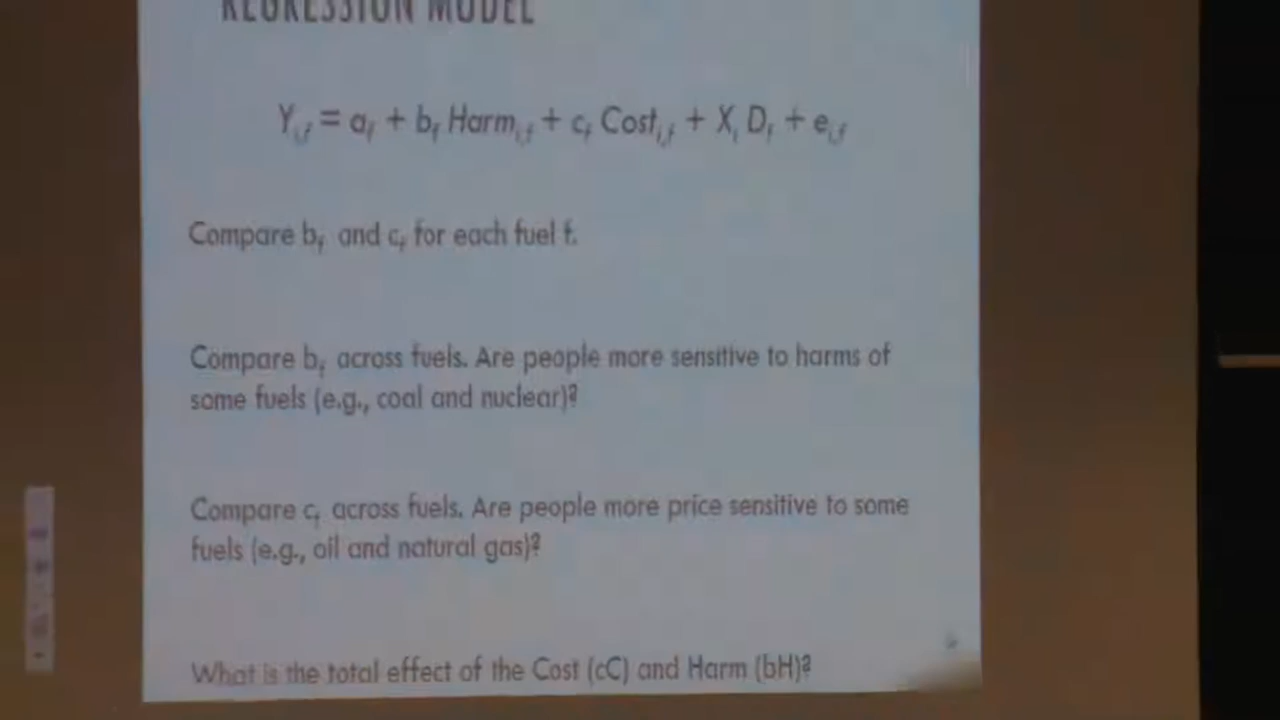 REGRESSION MODEL
Y_{i,f} = a_f + b_f Harm_{i,f} + c_f Cost_{i,f} + X_i D_f + e_{i,f}
Compare b_f and c_f for each fuel f.
Compare b_f across fuels. Are people more sensitive to harms of
some fuels (e.g., coal and nuclear)?
Compare c_f across fuels. Are people more price sensitive to some
fuels (e.g., oil and natural gas)?
What is the total effect of the Cost (cC) and Harm (bH)?